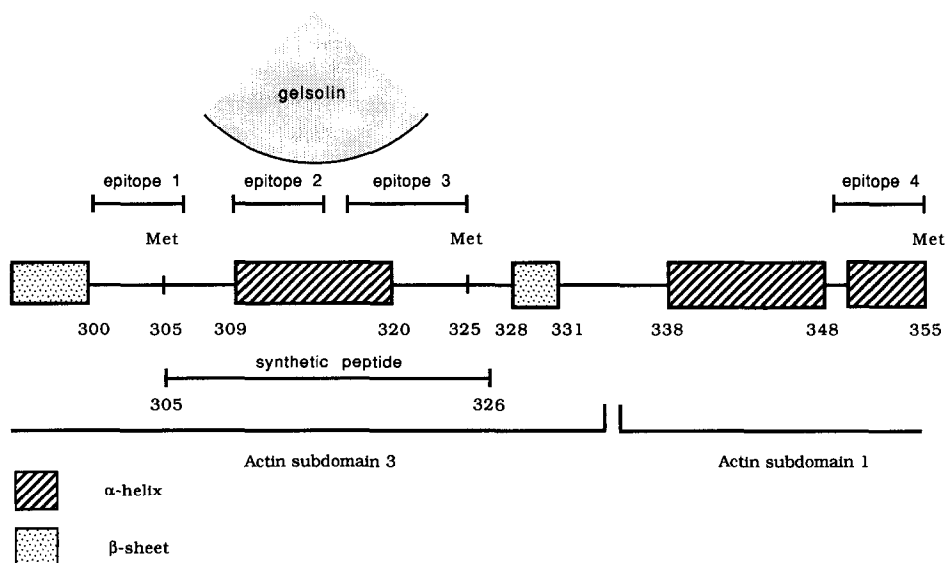 gelsolin
epitope 1 epitope 2 epitope 3 epitope 4
Met Met Met
300 305 309 320 325 328 331 338 348 355
synthetic peptide
305 326
Actin subdomain 3 Actin subdomain 1
α-helix
β-sheet